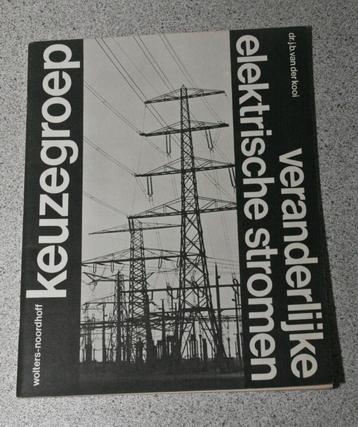 wolters-noordhoff
keuzegroep
dr.j.b.van der kooi
veranderlijke
elektrische stromen